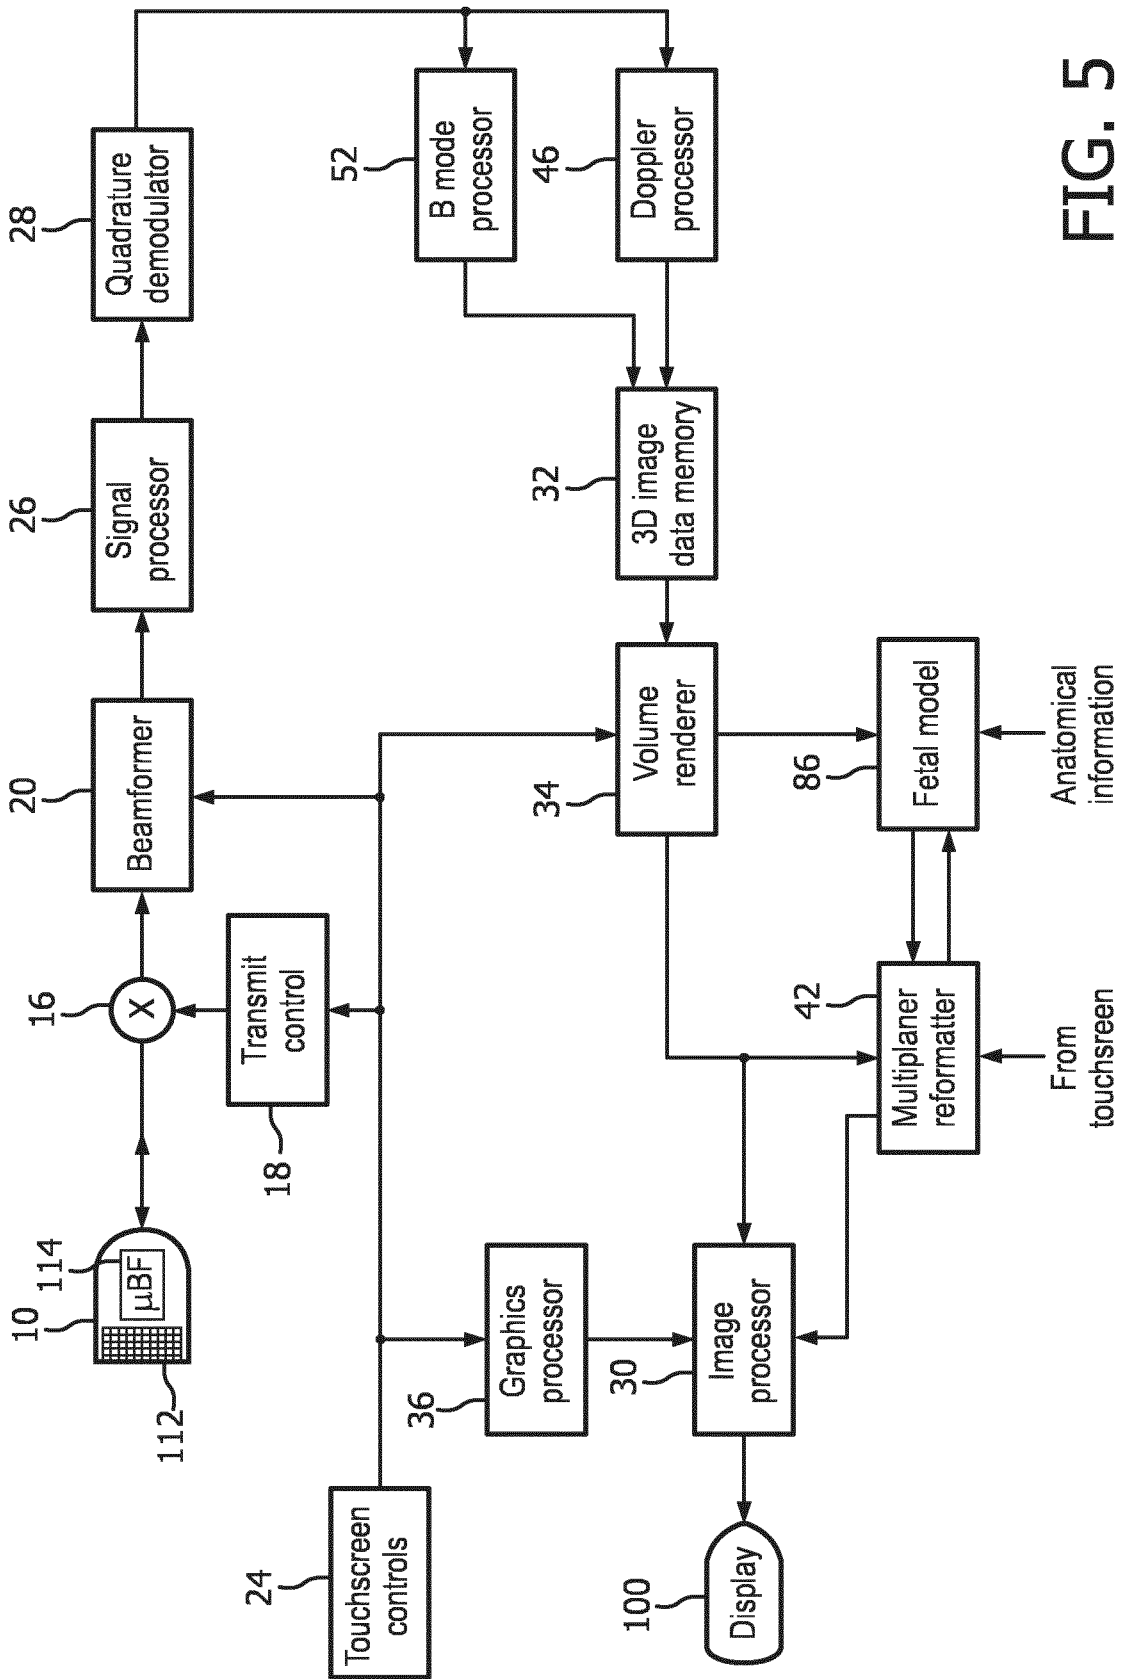 10
114
µBF
112
16
X
20
Beamformer
26
Signal
processor
28
Quadrature
demodulator
18
Transmit
control
24
Touchscreen
controls
52
B mode
processor
46
Doppler
processor
36
Graphics
processor
34
Volume
renderer
32
3D image
data memory
30
Image
processor
100
Display
42
Multiplaner
reformatter
86
Fetal model
From
touchsreen
Anatomical
information
FIG. 5